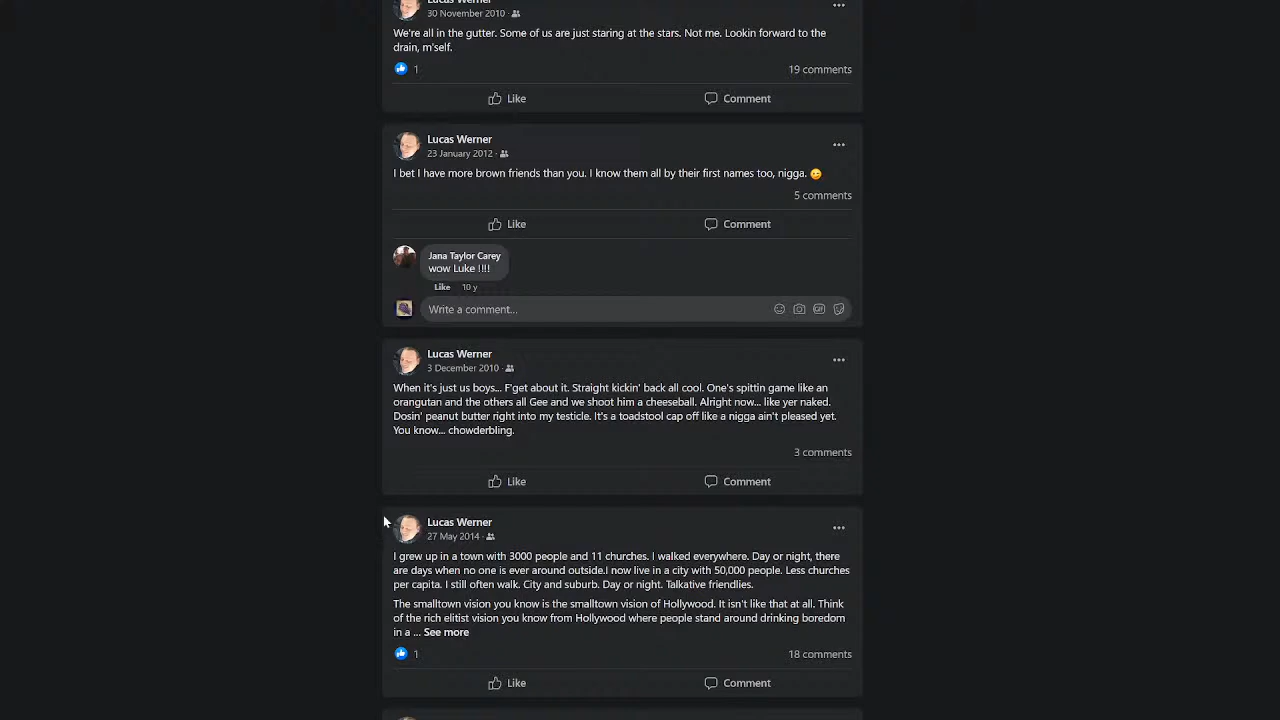 Lucas Werner
30 November 2010
We're all in the gutter. Some of us are just staring at the stars. Not me. Lookin forward to the
drain, m'self.
1
19 comments
Like
Comment
Lucas Werner
23 January 2012
I bet I have more brown friends than you. I know them all by their first names too, nigga.
5 comments
Like
Comment
Jana Taylor Carey
wow Luke !!!!
Like 10 y
Write a comment...
GIF
Lucas Werner
3 December 2010
When it's just us boys... F'get about it. Straight kickin' back all cool. One's spittin game like an
orangutan and the others all Gee and we shoot him a cheeseball. Alright now... like yer naked.
Dosin' peanut butter right into my testicle. It's a toadstool cap off like a nigga ain't pleased yet.
You know... chowderbling.
3 comments
Like
Comment
Lucas Werner
27 May 2014
I grew up in a town with 3000 people and 11 churches. I walked everywhere. Day or night, there
are days when no one is ever around outside.I now live in a city with 50,000 people. Less churches
per capita. I still often walk. City and suburb. Day or night. Talkative friendlies.
The smalltown vision you know is the smalltown vision of Hollywood. It isn't like that at all. Think
of the rich elitist vision you know from Hollywood where people stand around drinking boredom
in a ... See more
1
18 comments
Like
Comment